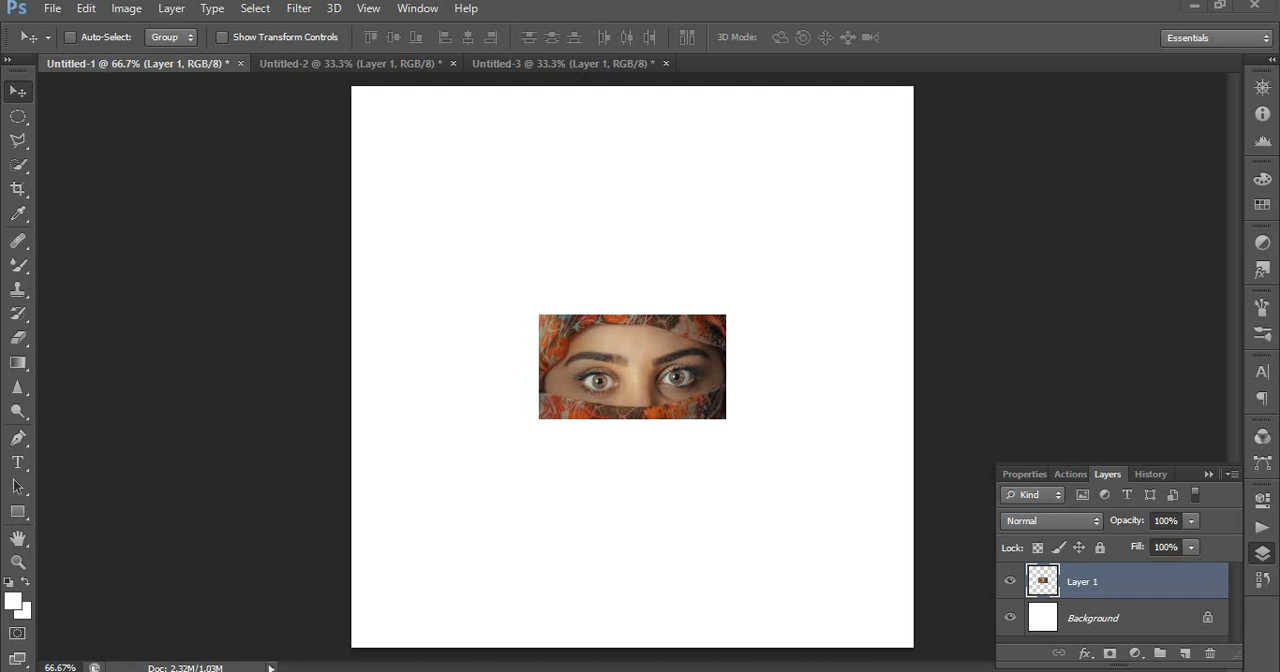 Ps File Edit Image Layer Type Select Filter 3D View Window Help
Auto-Select: Group Show Transform Controls 3D Mode: Essentials
Untitled-1 @ 66.7% (Layer 1, RGB/8) * × Untitled-2 @ 33.3% (Layer 1, RGB/8) * × Untitled-3 @ 33.3% (Layer 1, RGB/8) * ×
Properties Actions Layers History
Kind
Normal Opacity: 100%
Lock: Fill: 100%
Layer 1
Background
66.67% Doc: 2.32M/1.03M